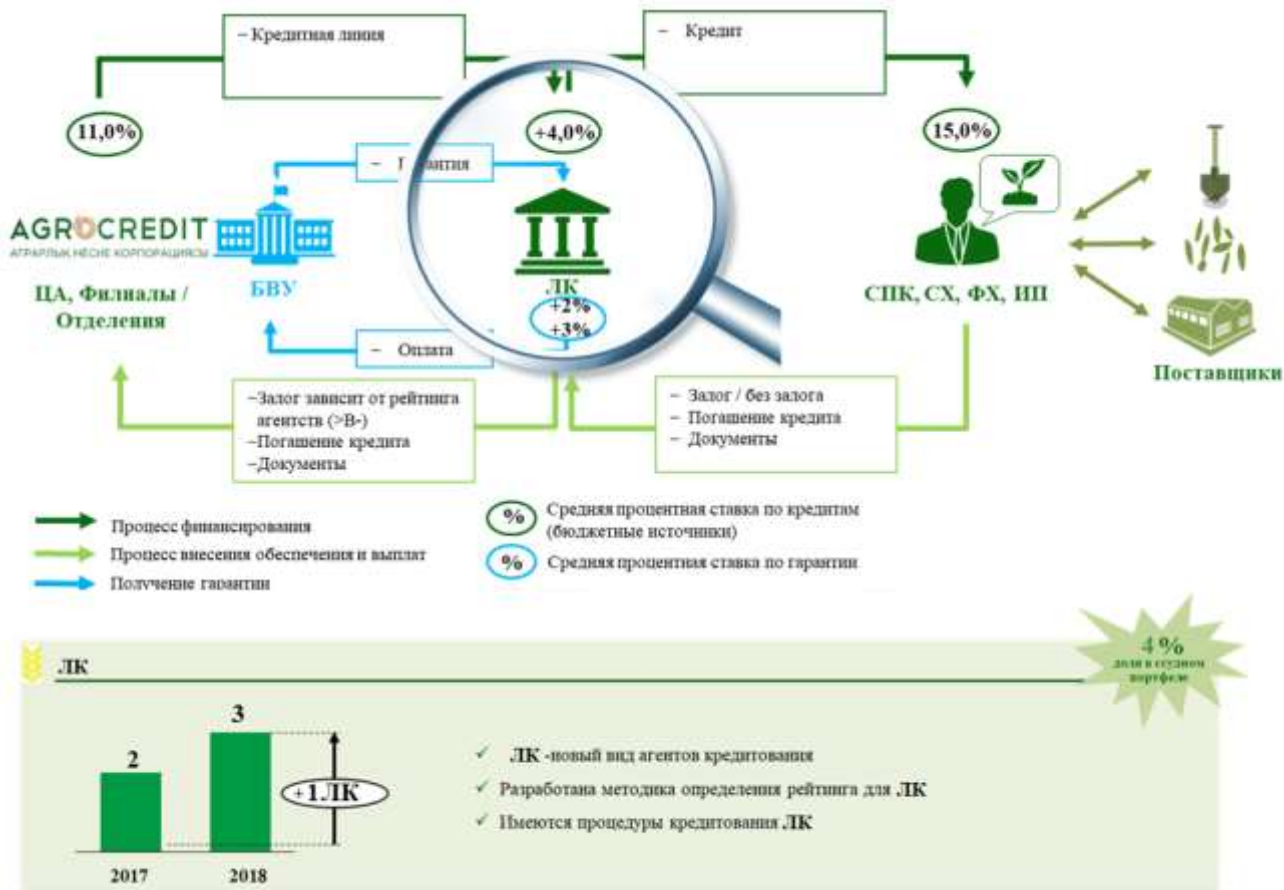 – Кредитная линия
– Кредит
11,0%
+4,0%
15,0%
AGROCREDIT
АГРАРЛЫҚ НЕСИЕ КОРПОРАЦИЯСЫ
ЦА, Филиалы /
Отделения
БВУ
ЛК
+2%
+3%
– Оплата
СПК, СХ, ФХ, ИП
Поставщики
–Залог зависит от рейтинга
агентств (>В-)
–Погашение кредита
–Документы
– Залог / без залога
– Погашение кредита
– Документы
Процесс финансирования
Процесс внесения обеспечения и выплат
Получение гарантии
% Средняя процентная ставка по кредитам
(бюджетные источники)
% Средняя процентная ставка по гарантии
4%
доля в ссудном
портфеле
ЛК
2
3
+1ЛК
2017
2018
✓ ЛК -новый вид агентов кредитования
✓ Разработана методика определения рейтинга для ЛК
✓ Имеются процедуры кредитования ЛК